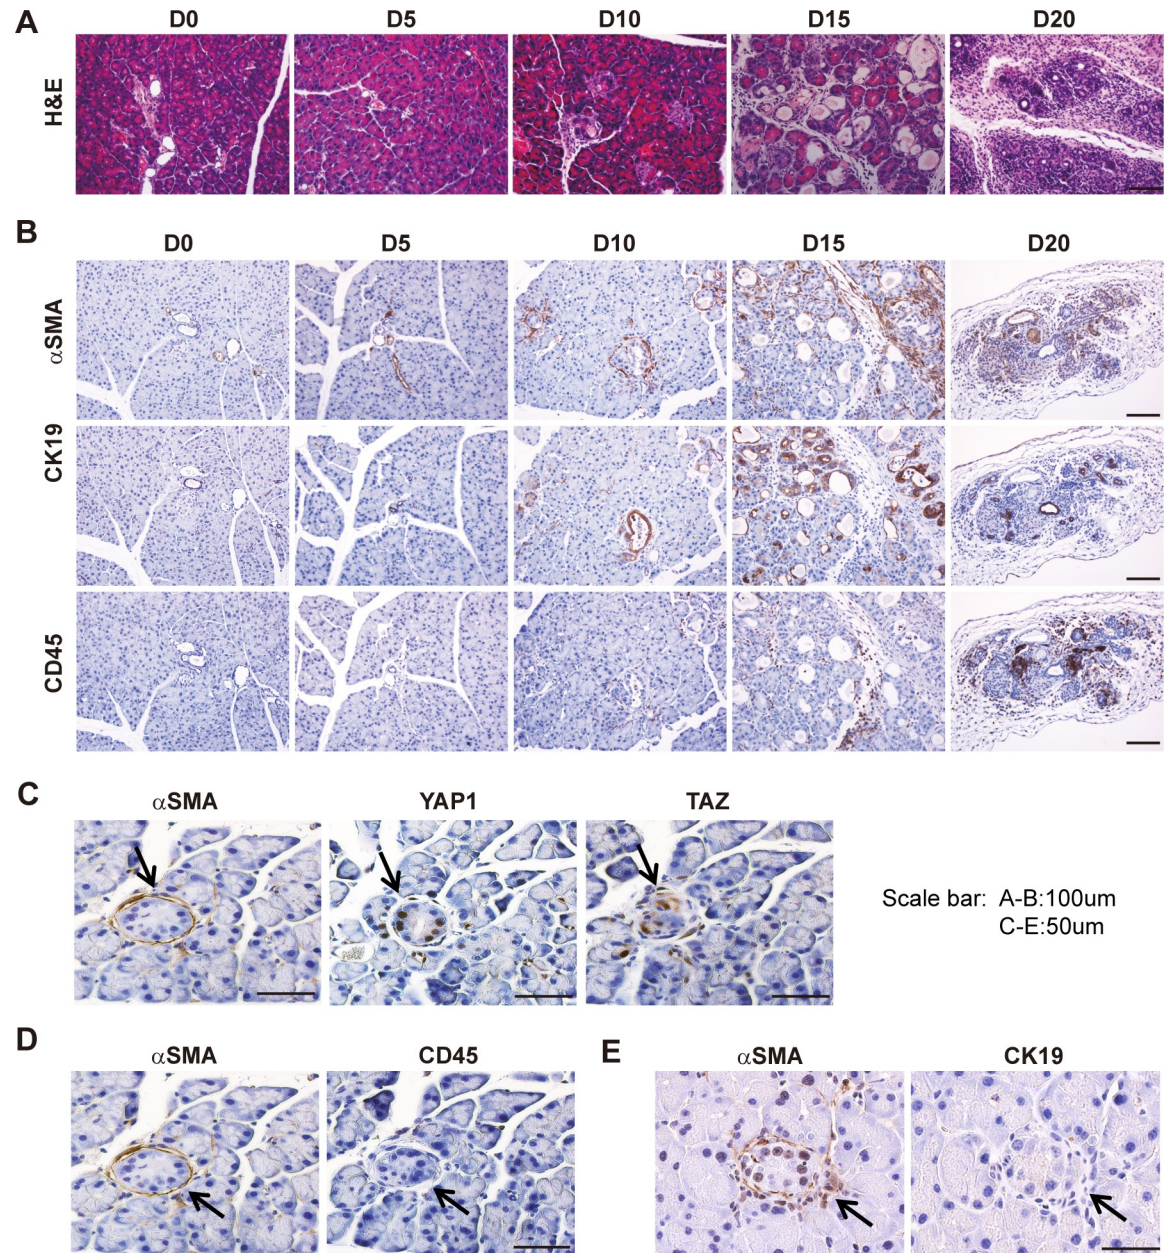 A
D0 D5 D10 D15 D20
H&E
B
D0 D5 D10 D15 D20
αSMA
CK19
CD45
C
αSMA YAP1 TAZ
Scale bar: A-B:100um
C-E:50um
D
αSMA CD45
E
αSMA CK19